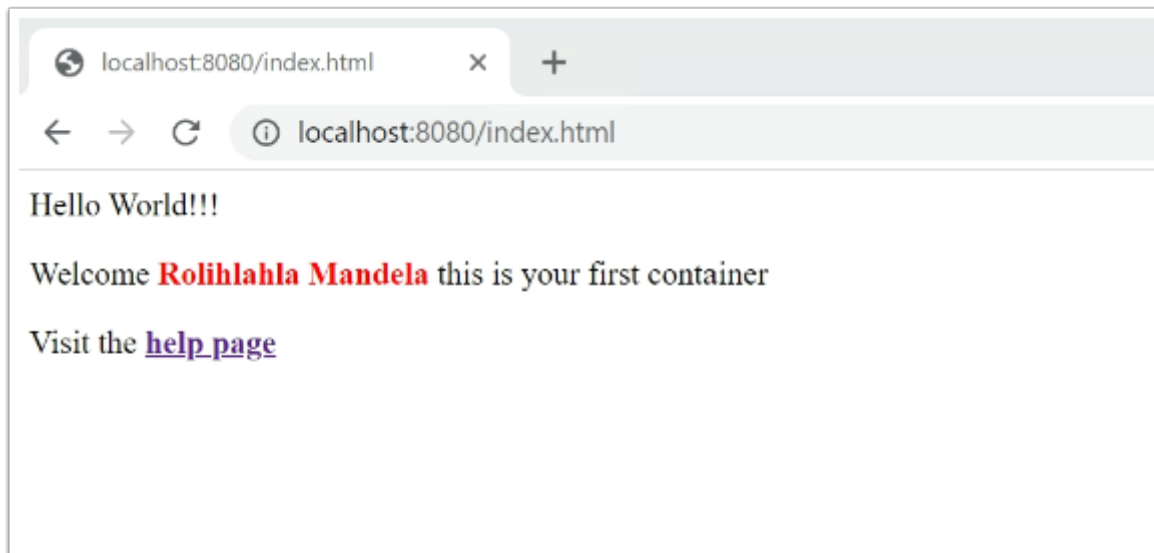 localhost:8080/index.html
localhost:8080/index.html
Hello World!!!
Welcome Rolihlahla Mandela this is your first container
Visit the help page